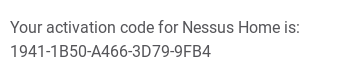 Your activation code for Nessus Home is:
1941-1B50-A466-3D79-9FB4